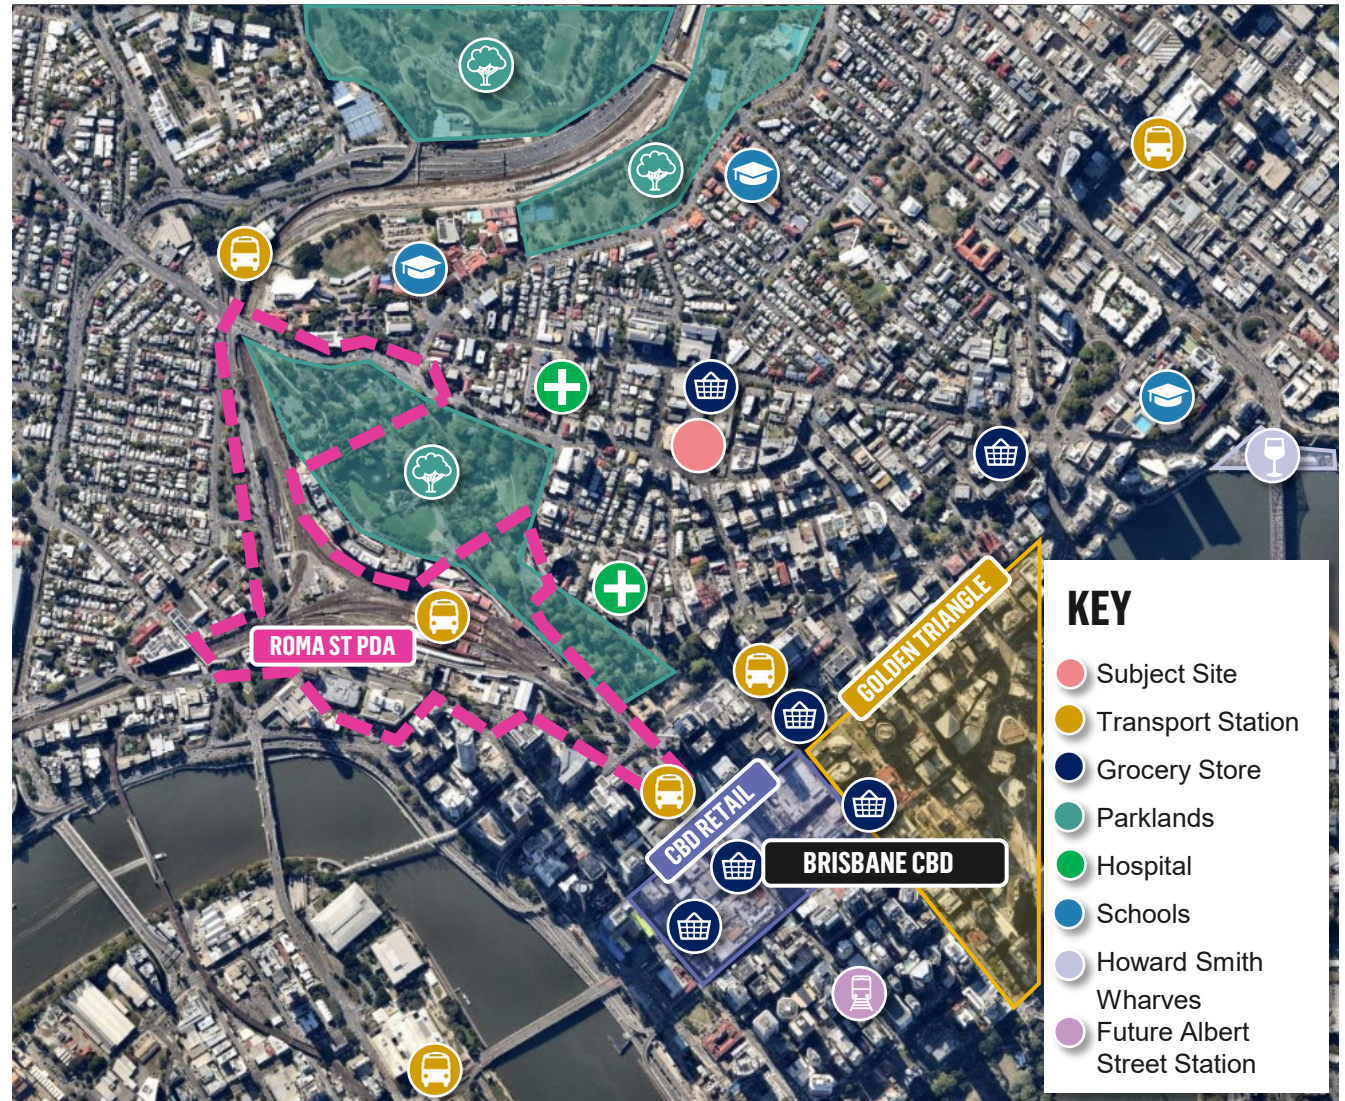 ROMA ST PDA
GOLDEN TRIANGLE
CBD RETAIL
BRISBANE CBD
KEY
Subject Site
Transport Station
Grocery Store
Parklands
Hospital
Schools
Howard Smith
Wharves
Future Albert
Street Station